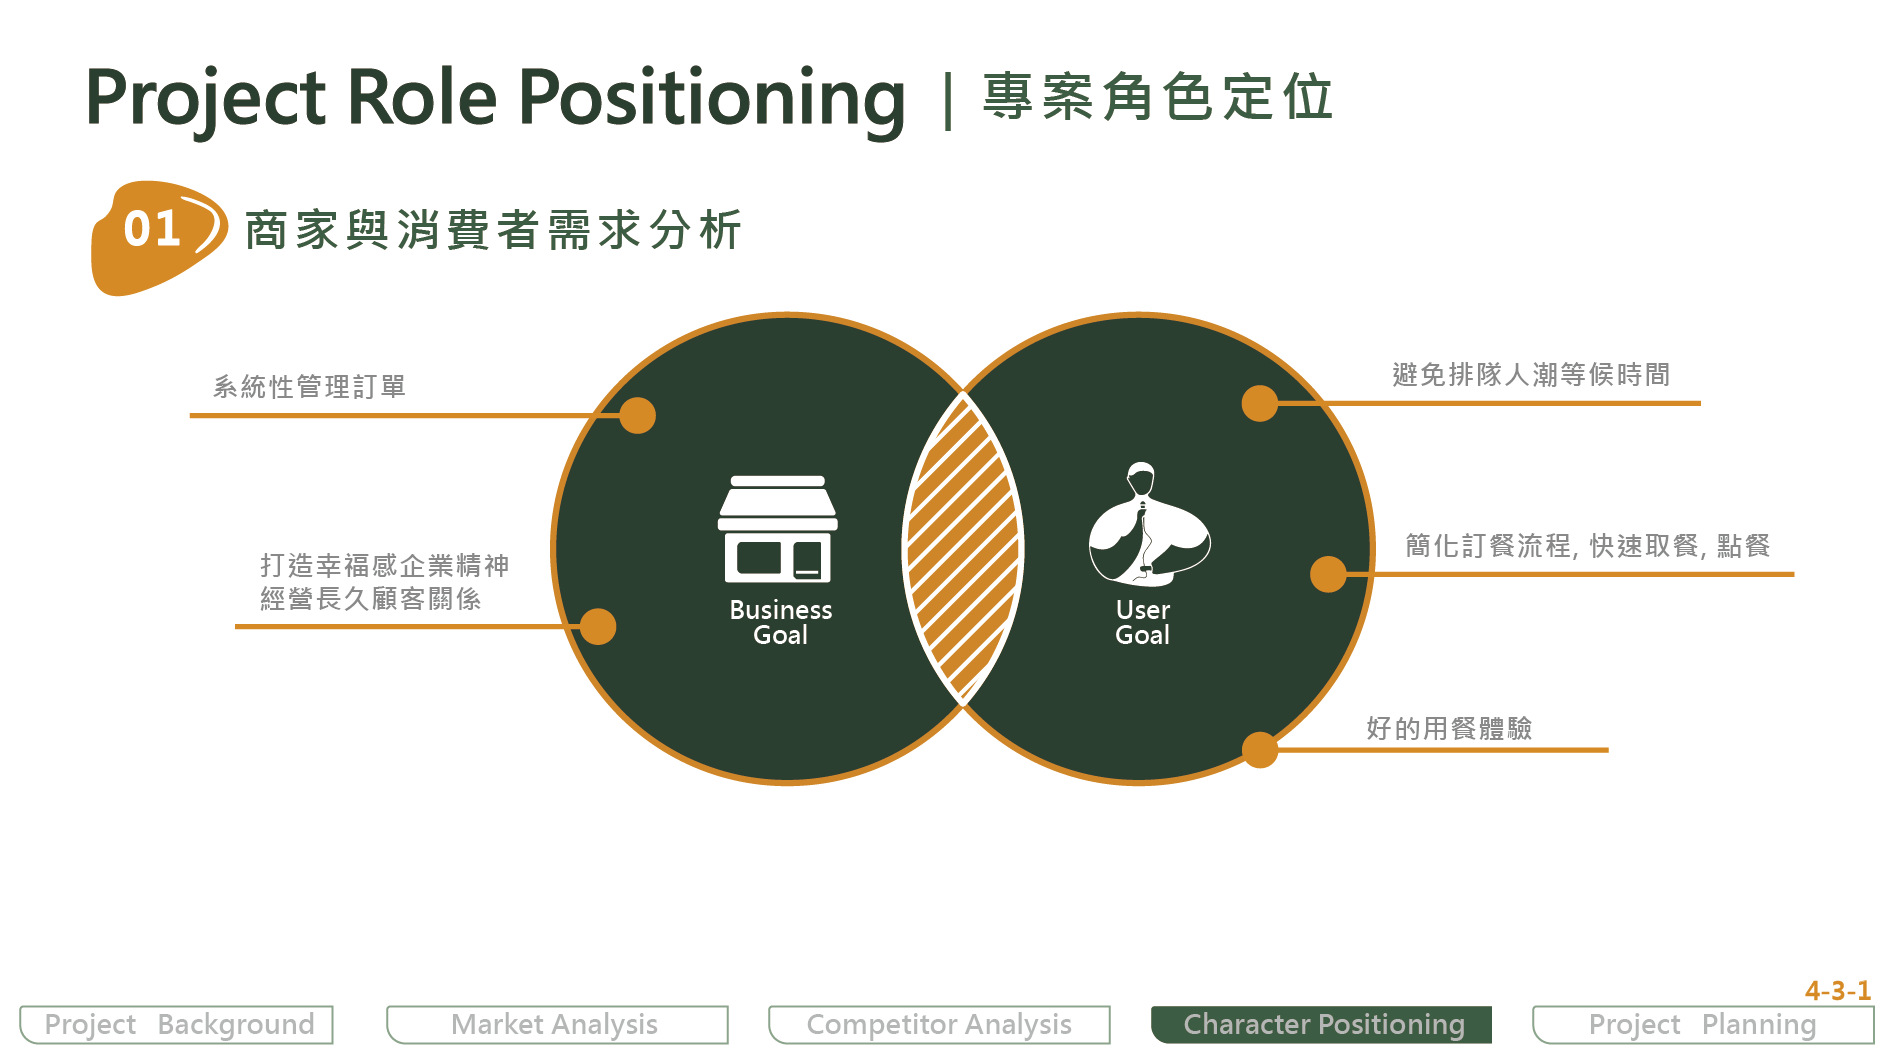 Project Role Positioning | 專案角色定位
01 商家與消費者需求分析
系統性管理訂單
打造幸福感企業精神
經營長久顧客關係
Business
Goal
User
Goal
避免排隊人潮等候時間
簡化訂餐流程, 快速取餐, 點餐
好的用餐體驗
4-3-1
Project Background
Market Analysis
Competitor Analysis
Character Positioning
Project Planning